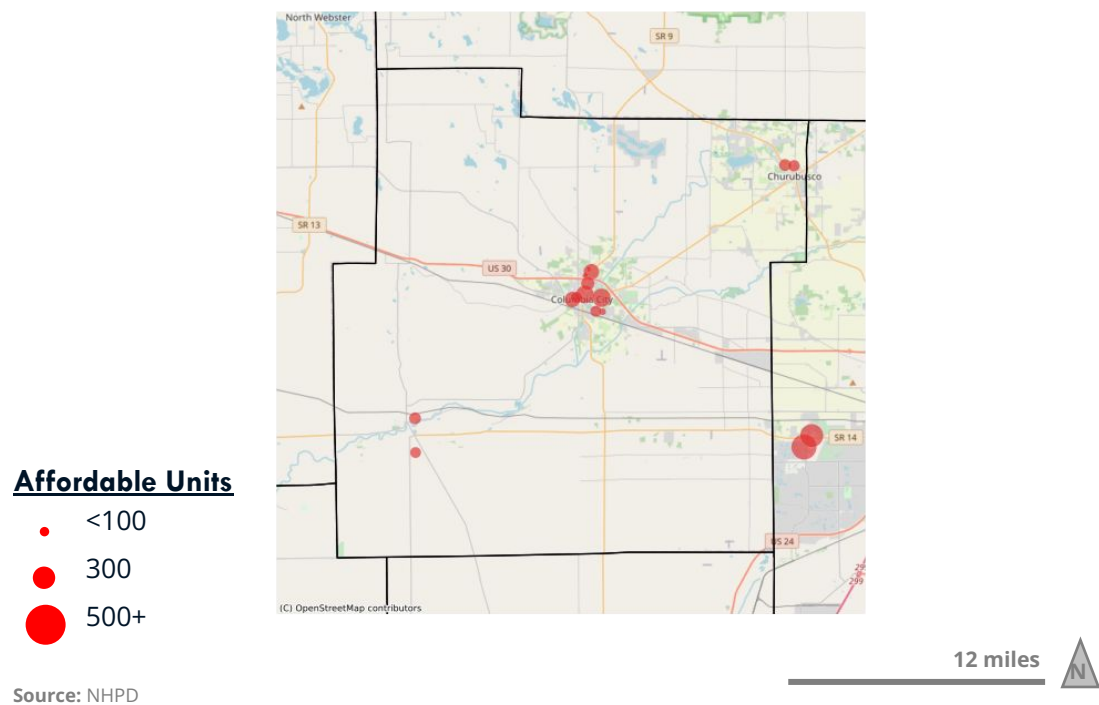 North Webster
SR 9
Churubusco
SR 13
US 30
Columbia City
SR 14
US 24
299
(C) OpenStreetMap contributors
Affordable Units
<100
300
500+
12 miles
N
Source: NHPD